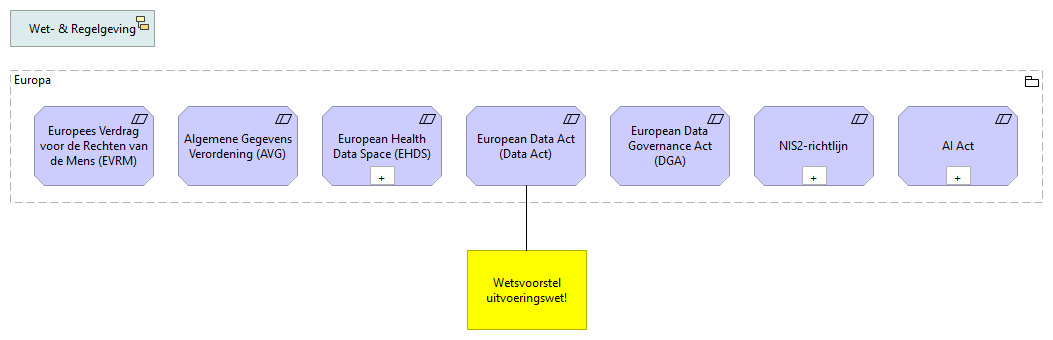 Wet- & Regelgeving
Europa
Europees Verdrag
voor de Rechten van
de Mens (EVRM)
Algemene Gegevens
Verordening (AVG)
European Health
Data Space (EHDS)
+
European Data Act
(Data Act)
European Data
Governance Act
(DGA)
NIS2-richtlijn
+
AI Act
+
Wetsvoorstel
uitvoeringswet!